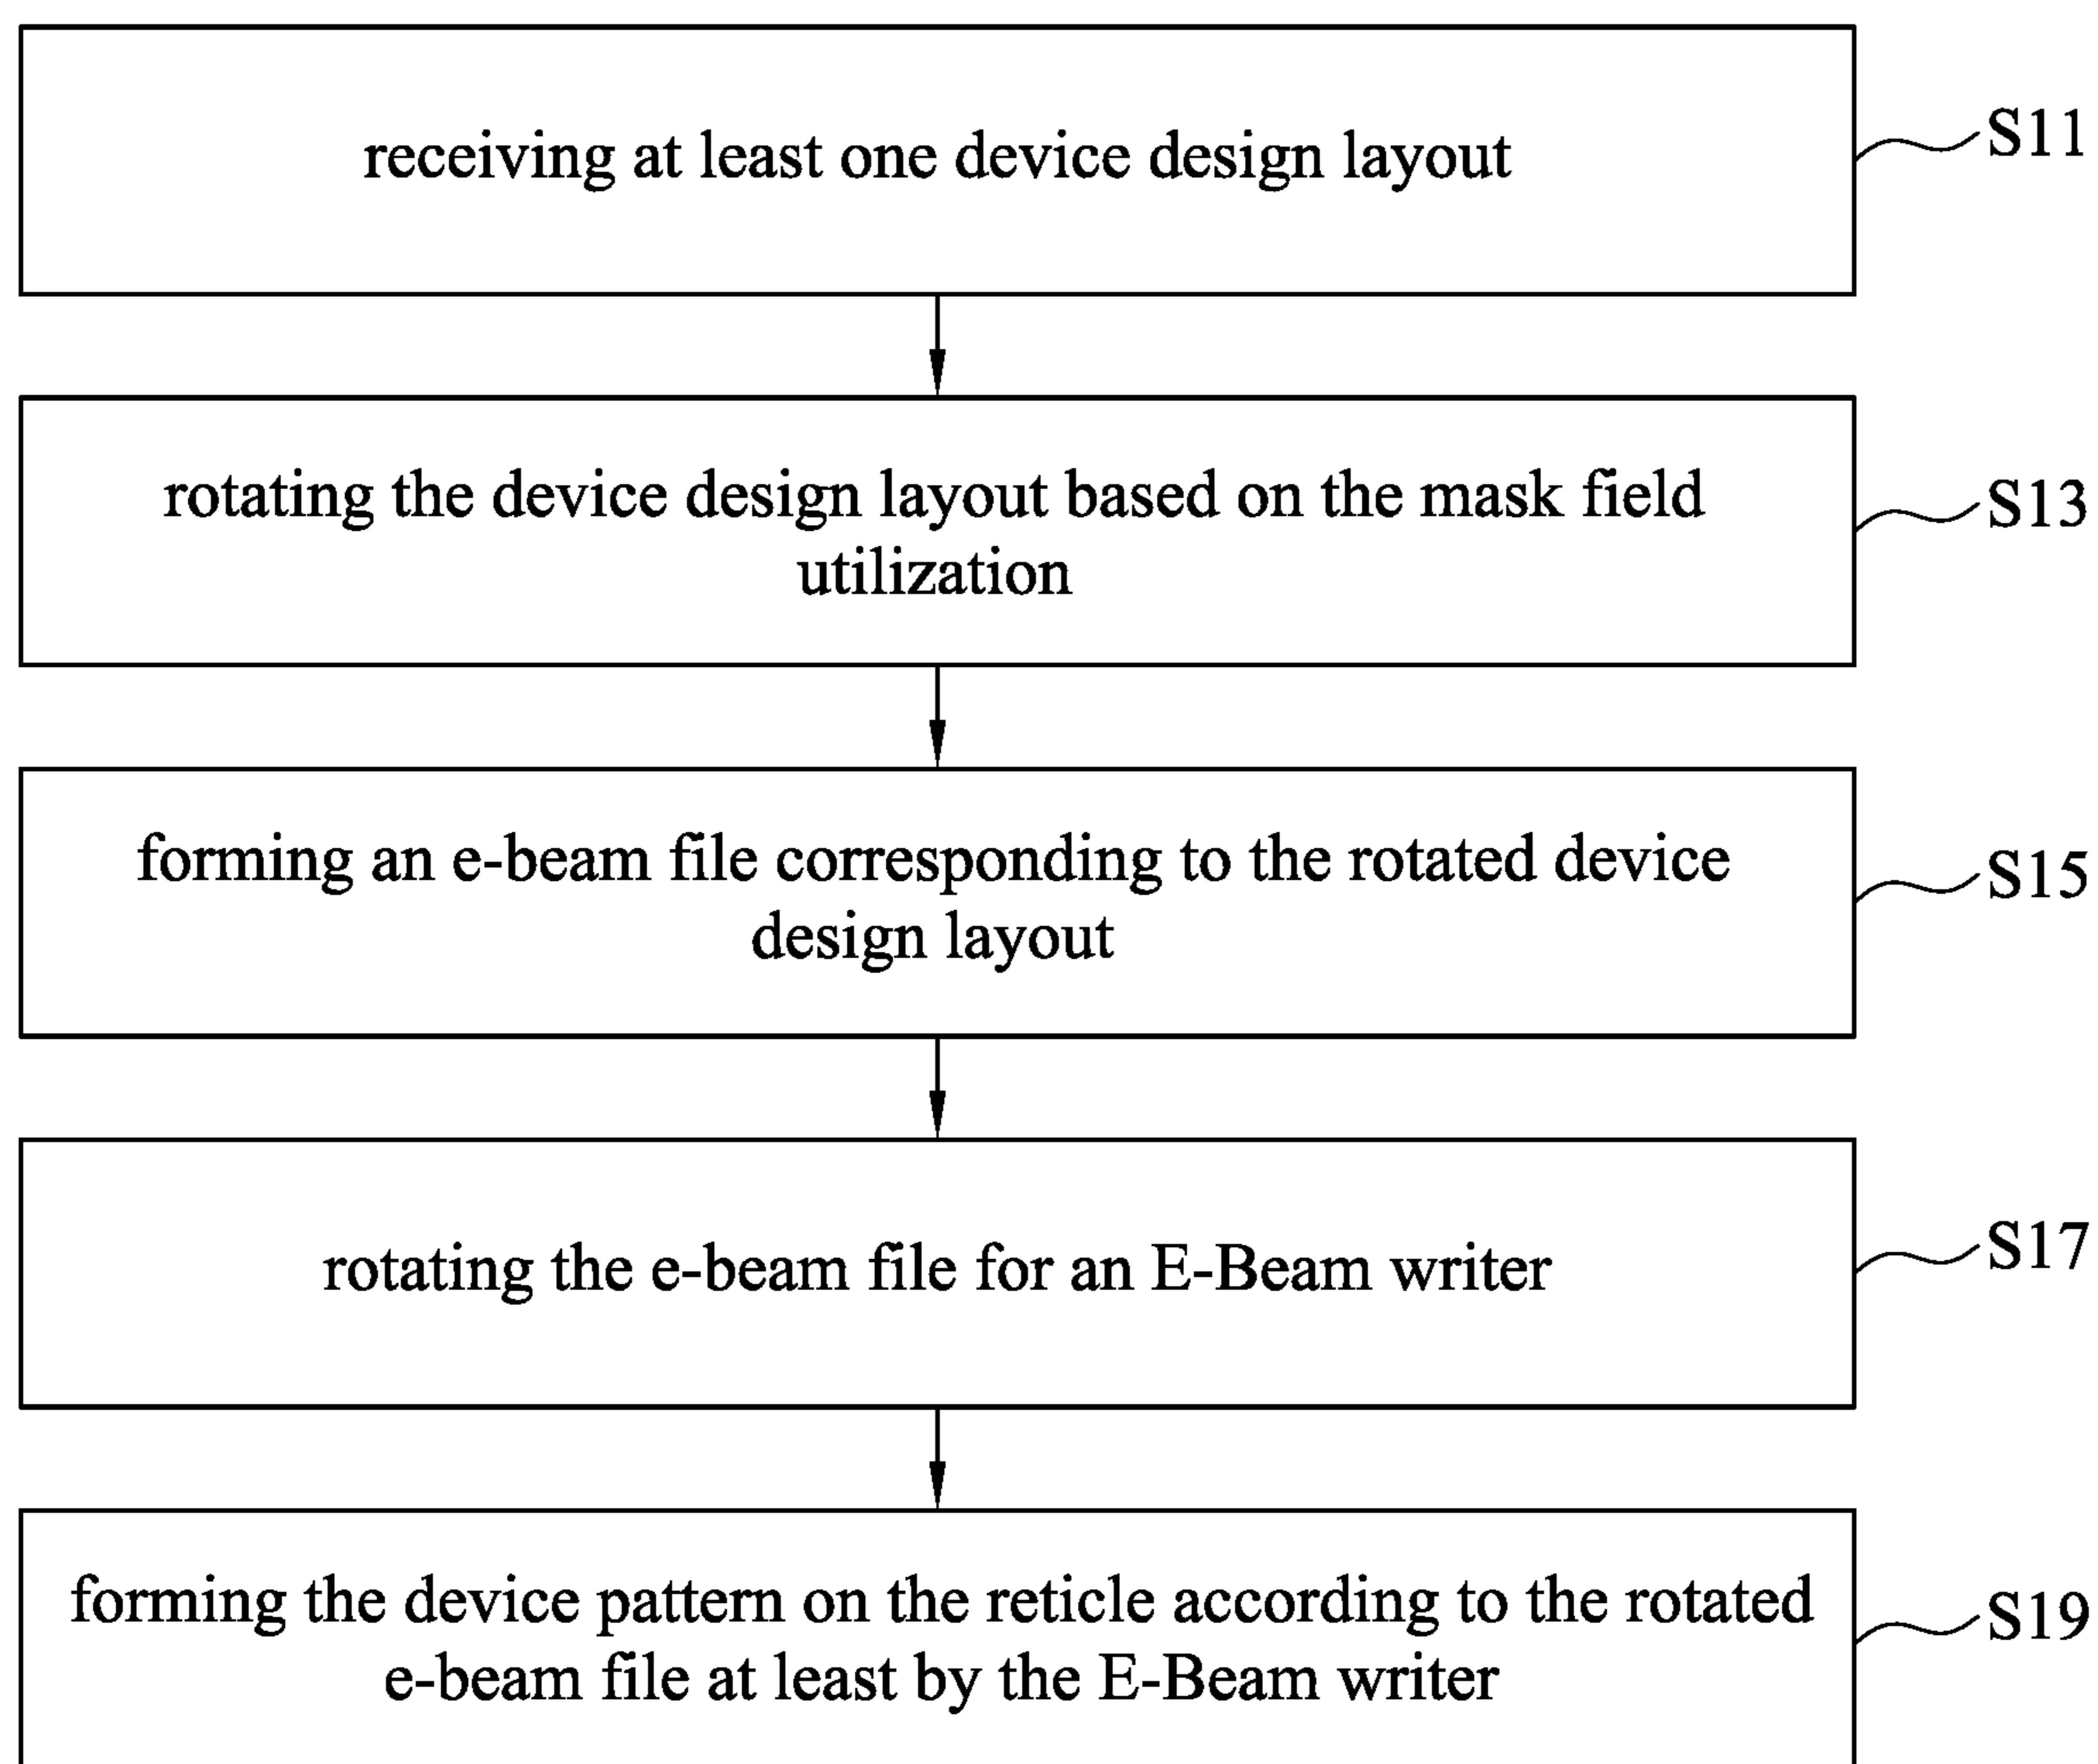 receiving at least one device design layout
S11
rotating the device design layout based on the mask field
utilization
S13
forming an e-beam file corresponding to the rotated device
design layout
S15
rotating the e-beam file for an E-Beam writer
S17
forming the device pattern on the reticle according to the rotated
e-beam file at least by the E-Beam writer
S19